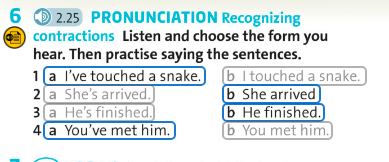 6 2.25 PRONUNCIATION Recognizing
contractions Listen and choose the form you
hear. Then practise saying the sentences.
1 a I've touched a snake. b I touched a snake.
2 a She's arrived. b She arrived
3 a He's finished. b He finished.
4 a You've met him. b You met him.